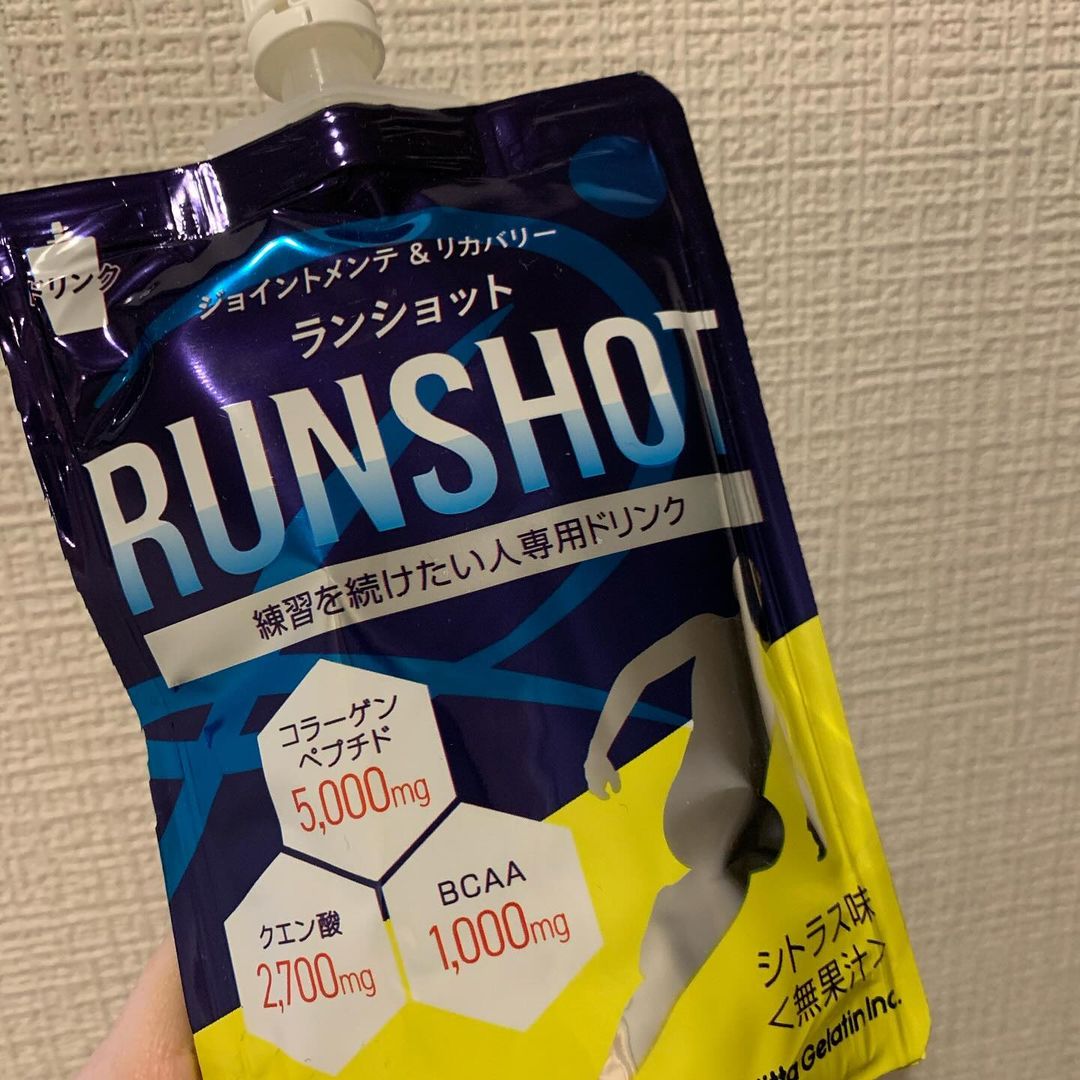 ドリンク
ジョイントメンテ & リカバリー
ランショット
RUNSHOT
練習を続けたい人専用ドリンク
コラーゲン
ペプチド
5,000mg
BCAA
1,000mg
クエン酸
2,700mg
シトラス味
<無果汁>
Gelatin Inc.